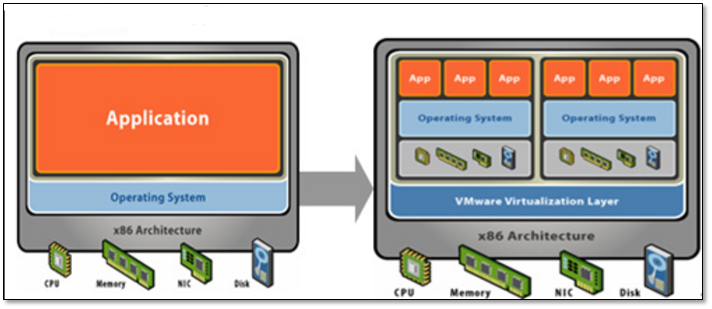 Application
Operating System
x86 Architecture
CPU
Memory
NIC
Disk
App App App
App App App
Operating System
Operating System
VMware Virtualization Layer
x86 Architecture
CPU
Memory
NIC
Disk